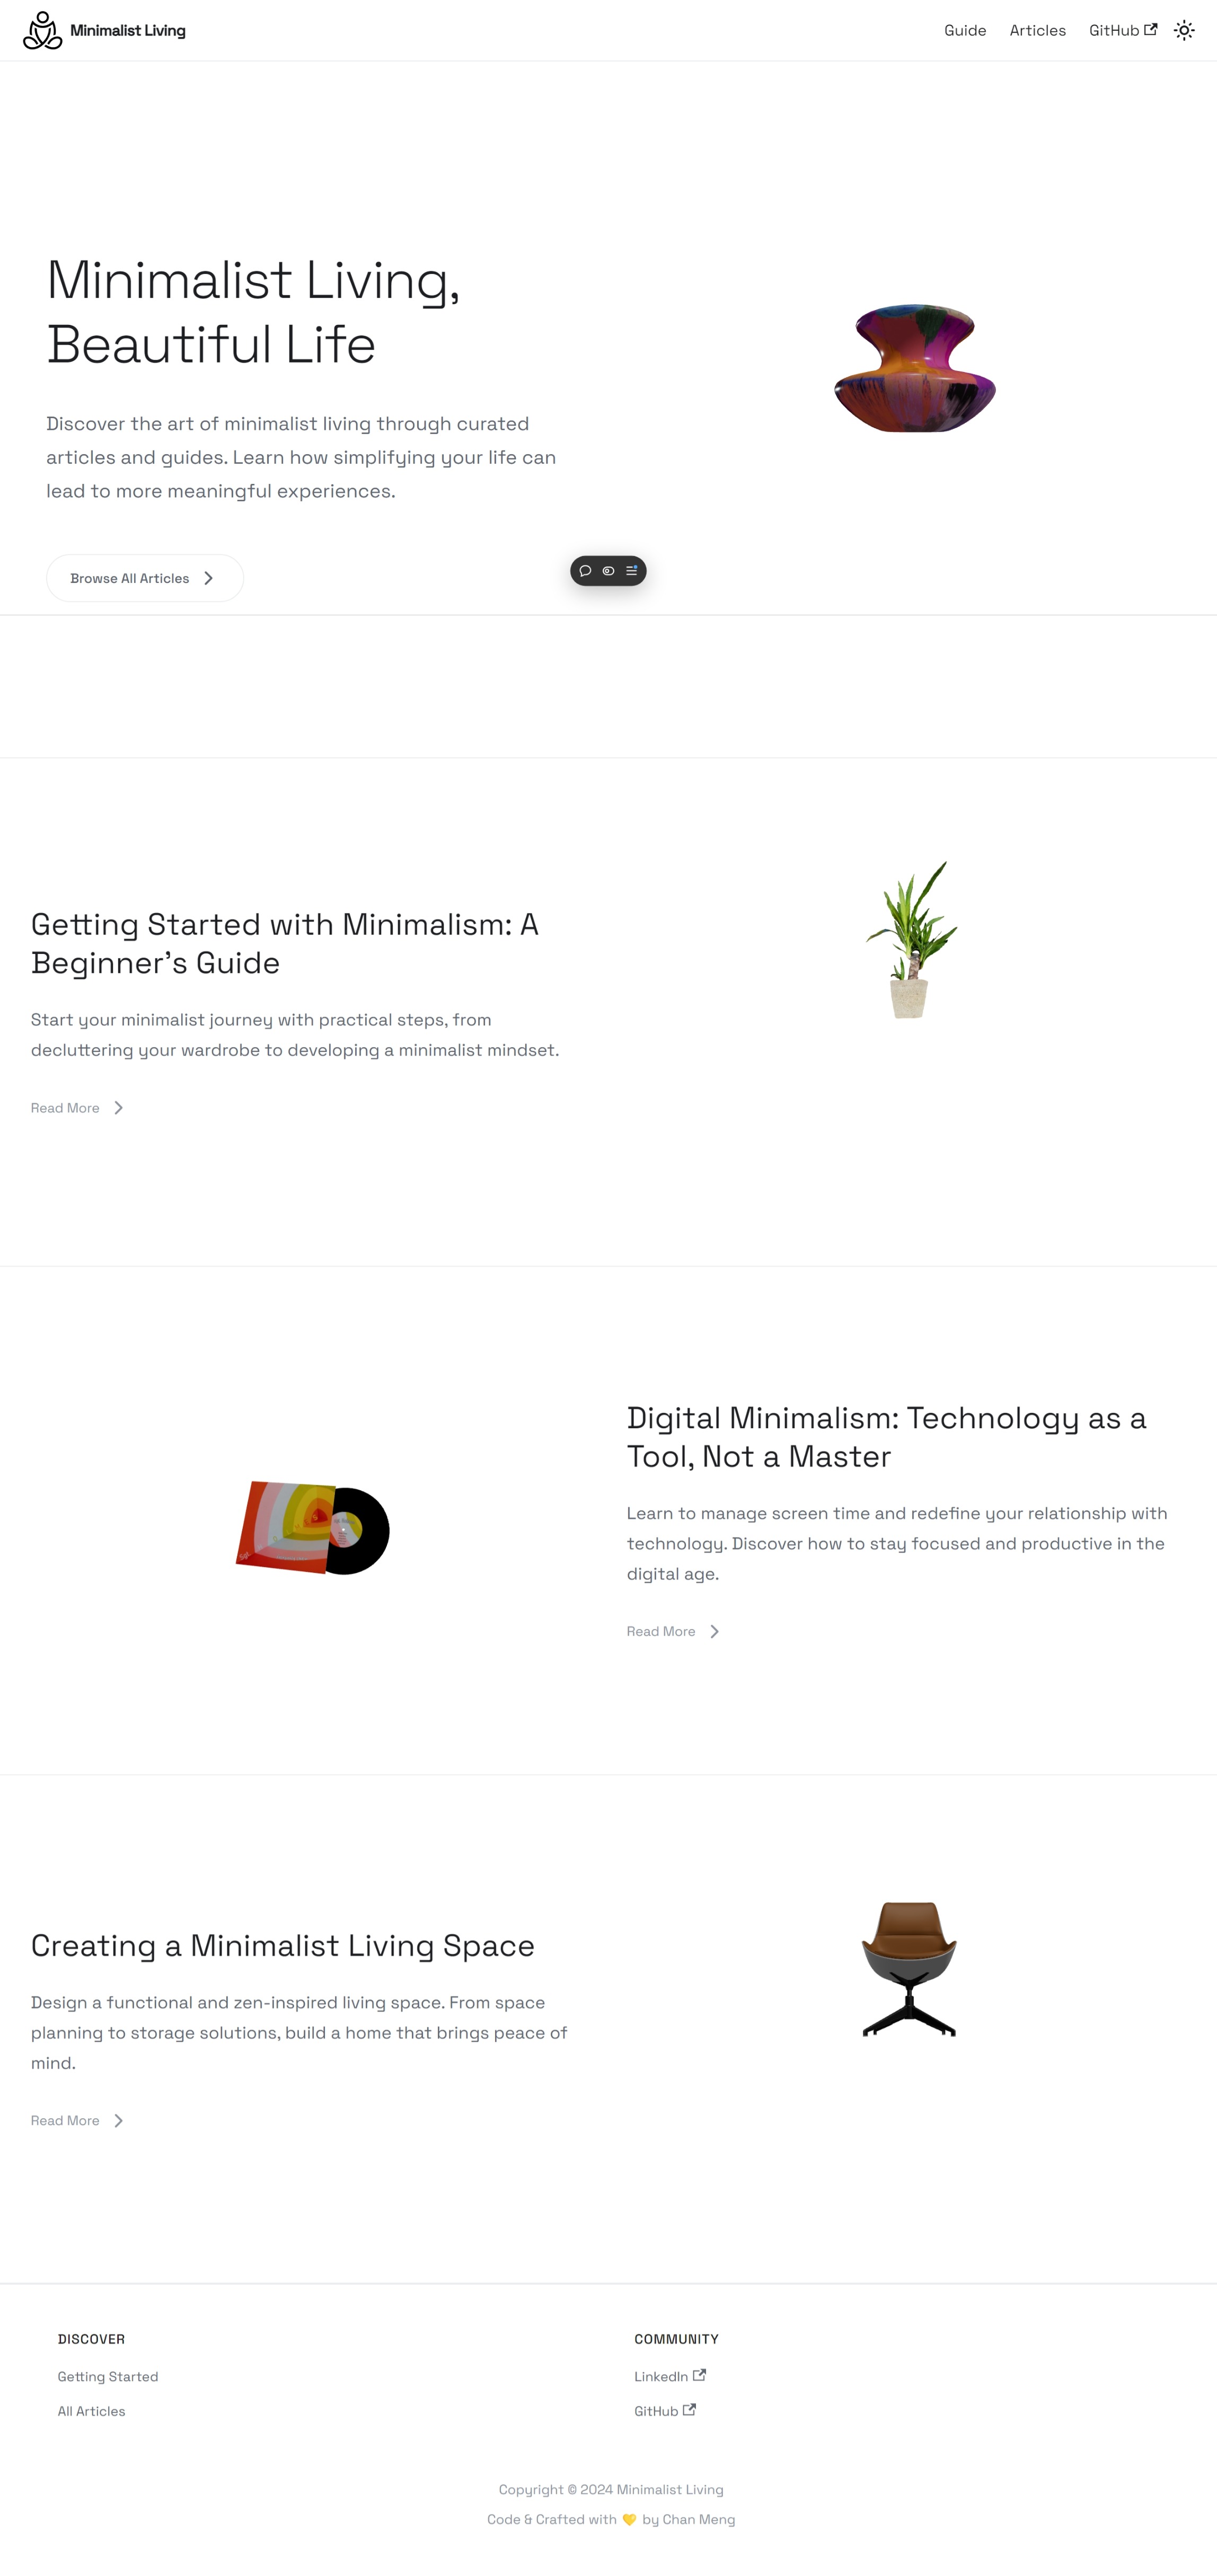 Minimalist Living
Guide
Articles
GitHub
Minimalist Living,
Beautiful Life
Discover the art of minimalist living through curated
articles and guides. Learn how simplifying your life can
lead to more meaningful experiences.
Browse All Articles
Getting Started with Minimalism: A
Beginner's Guide
Start your minimalist journey with practical steps, from
decluttering your wardrobe to developing a minimalist mindset.
Read More
Digital Minimalism: Technology as a
Tool, Not a Master
Learn to manage screen time and redefine your relationship with
technology. Discover how to stay focused and productive in the
digital age.
Read More
Creating a Minimalist Living Space
Design a functional and zen-inspired living space. From space
planning to storage solutions, build a home that brings peace of
mind.
Read More
DISCOVER
Getting Started
All Articles
COMMUNITY
LinkedIn
GitHub
Copyright © 2024 Minimalist Living
Code & Crafted with 💛 by Chan Meng